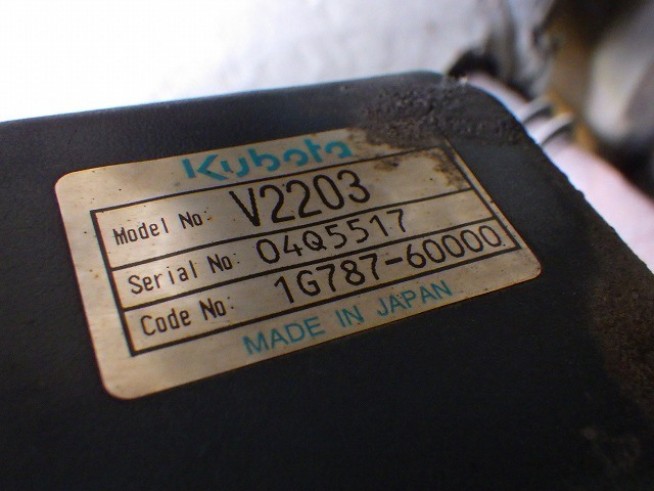 Kubota
Model No: V2203
Serial No: 04Q5517
Code No: 1G787-60000
MADE IN JAPAN